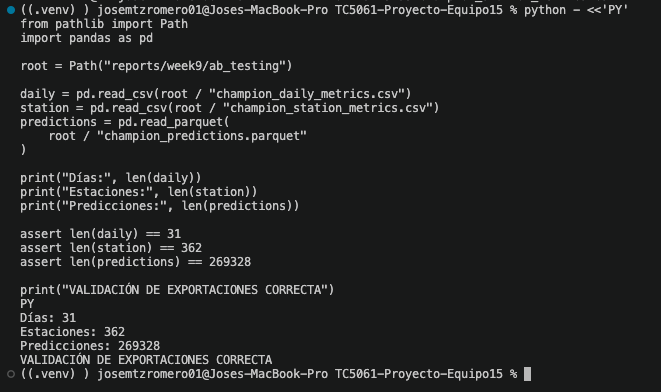 ((.venv) ) josemtzromero01@Joses-MacBook-Pro TC5061-Proyecto-Equipo15 % python - <<'PY'
from pathlib import Path
import pandas as pd

root = Path("reports/week9/ab_testing")

daily = pd.read_csv(root / "champion_daily_metrics.csv")
station = pd.read_csv(root / "champion_station_metrics.csv")
predictions = pd.read_parquet(
    root / "champion_predictions.parquet"
)

print("Días:", len(daily))
print("Estaciones:", len(station))
print("Predicciones:", len(predictions))

assert len(daily) == 31
assert len(station) == 362
assert len(predictions) == 269328

print("VALIDACIÓN DE EXPORTACIONES CORRECTA")
PY
Días: 31
Estaciones: 362
Predicciones: 269328
VALIDACIÓN DE EXPORTACIONES CORRECTA
((.venv) ) josemtzromero01@Joses-MacBook-Pro TC5061-Proyecto-Equipo15 %